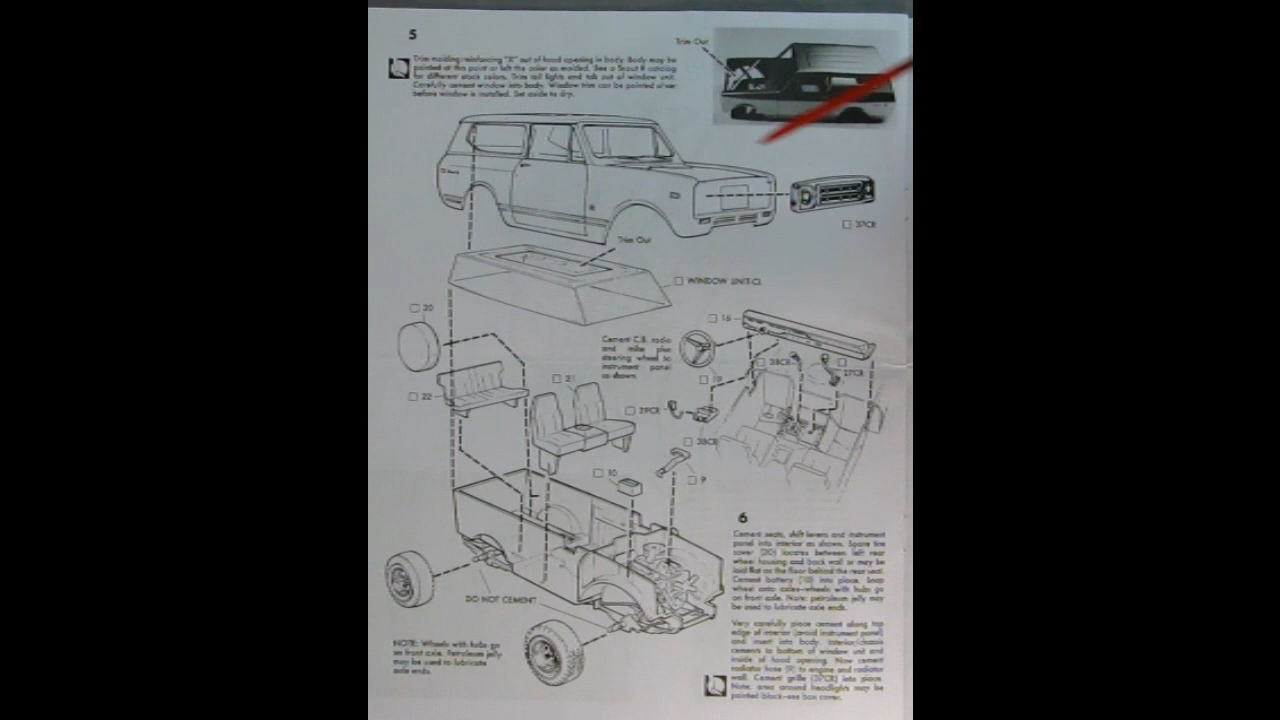 5
Trim Out
Trim molding reinforcing "X" out of hood opening in body. Body may be
painted at this point or left the color as molded. See a Scout II catalog
for different stock colors. Trim tail lights and tab out of window unit.
Carefully cement window into body. Window trim can be painted silver
before window is installed. Set aside to dry.
37CR
Trim Out
WINDOW UNIT-CL
20
16
Cement C.B. radio
and mike plus
steering wheel to
instrument panel
as shown.
27CR
22
21
39CR
38CR
10
9
6
Cement seats, shift levers and instrument
panel into interior as shown. Spare tire
cover (20) locates between left rear
wheel housing and back wall or may be
laid flat on the floor behind the rear seat.
Cement battery (10) into place. Snap
wheel onto axles-wheels with hubs go
on front axle. Note: petroleum jelly may
be used to lubricate axle ends.
DO NOT CEMENT
Very carefully place cement along top
edge of interior (avoid instrument panel)
and insert into body. Interior/chassis
cements to bottom of window unit and
inside of hood opening. Now cement
radiator hose (9) to engine and radiator
wall. Cement grille (37CR) into place.
Note: area around headlights may be
painted black-see box cover.
NOTE: Wheels with hubs go
on front axle. Petroleum jelly
may be used to lubricate
axle ends.